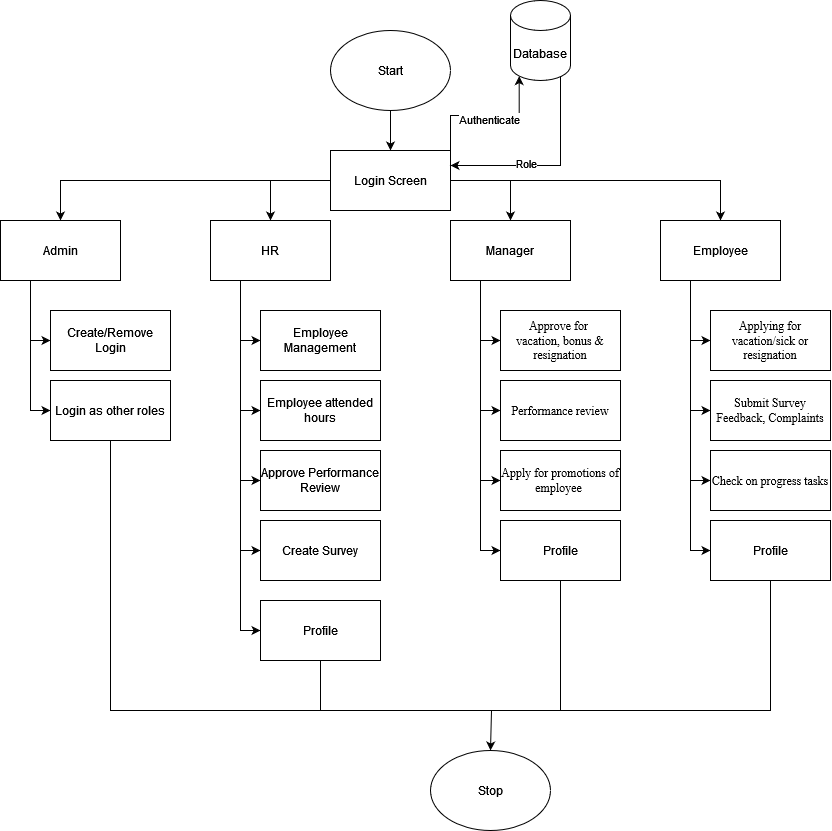 Start
Database
Authenticate
Role
Login Screen
Admin
HR
Manager
Employee
Create/Remove
Login
Login as other roles
Employee
Management
Employee attended
hours
Approve Performance
Review
Create Survey
Profile
Approve for
vacation, bonus &
resignation
Performance review
Apply for promotions of
employee
Profile
Applying for
vacation/sick or
resignation
Submit Survey
Feedback, Complaints
Check on progress tasks
Profile
Stop